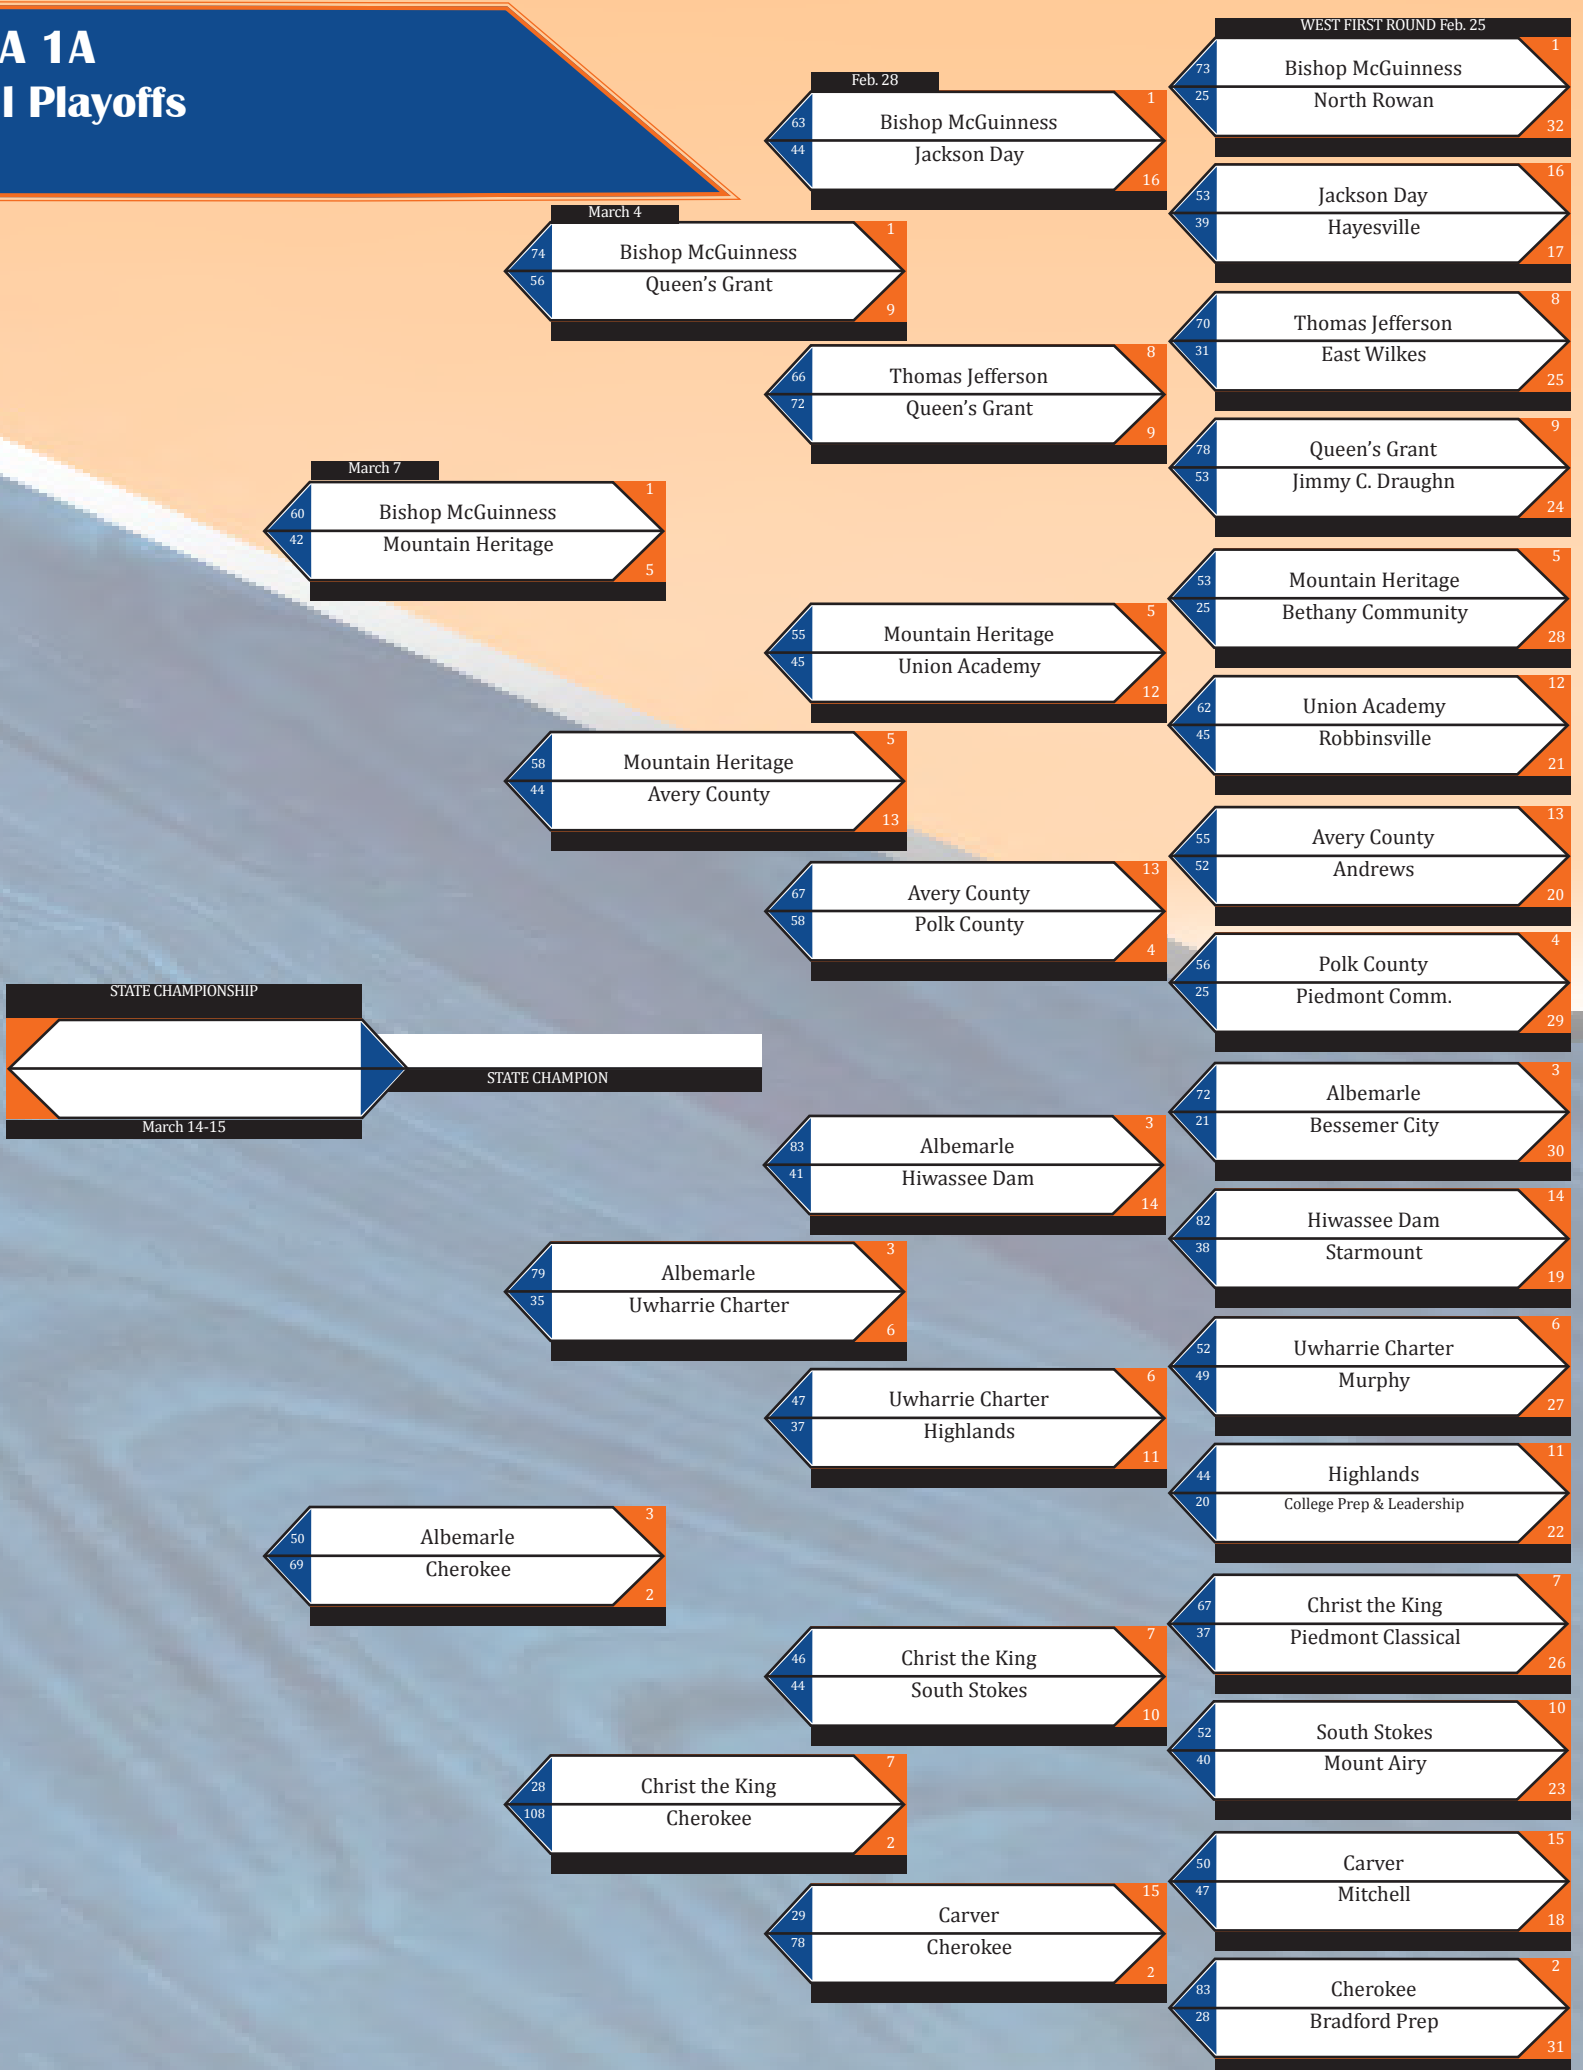 A 1A
l Playoffs
WEST FIRST ROUND Feb. 25
1
73 Bishop McGuinness
25 North Rowan
32
16
53 Jackson Day
39 Hayesville
17
8
70 Thomas Jefferson
31 East Wilkes
25
9
78 Queen's Grant
53 Jimmy C. Draughn
24
5
53 Mountain Heritage
25 Bethany Community
28
12
62 Union Academy
45 Robbinsville
21
13
55 Avery County
52 Andrews
20
4
56 Polk County
25 Piedmont Comm.
29
3
72 Albemarle
21 Bessemer City
30
14
82 Hiwassee Dam
38 Starmount
19
6
52 Uwharrie Charter
49 Murphy
27
11
44 Highlands
20 College Prep & Leadership
22
7
67 Christ the King
37 Piedmont Classical
26
10
52 South Stokes
40 Mount Airy
23
15
50 Carver
47 Mitchell
18
2
83 Cherokee
28 Bradford Prep
31
Feb. 28
1
63 Bishop McGuinness
44 Jackson Day
16
8
66 Thomas Jefferson
72 Queen's Grant
9
5
55 Mountain Heritage
45 Union Academy
12
13
67 Avery County
58 Polk County
4
3
83 Albemarle
41 Hiwassee Dam
14
6
47 Uwharrie Charter
37 Highlands
11
7
46 Christ the King
44 South Stokes
10
15
29 Carver
78 Cherokee
2
March 4
1
74 Bishop McGuinness
56 Queen's Grant
9
5
58 Mountain Heritage
44 Avery County
13
3
79 Albemarle
35 Uwharrie Charter
6
7
28 Christ the King
108 Cherokee
2
March 7
1
60 Bishop McGuinness
42 Mountain Heritage
5
3
50 Albemarle
69 Cherokee
2
STATE CHAMPIONSHIP
STATE CHAMPION
March 14-15